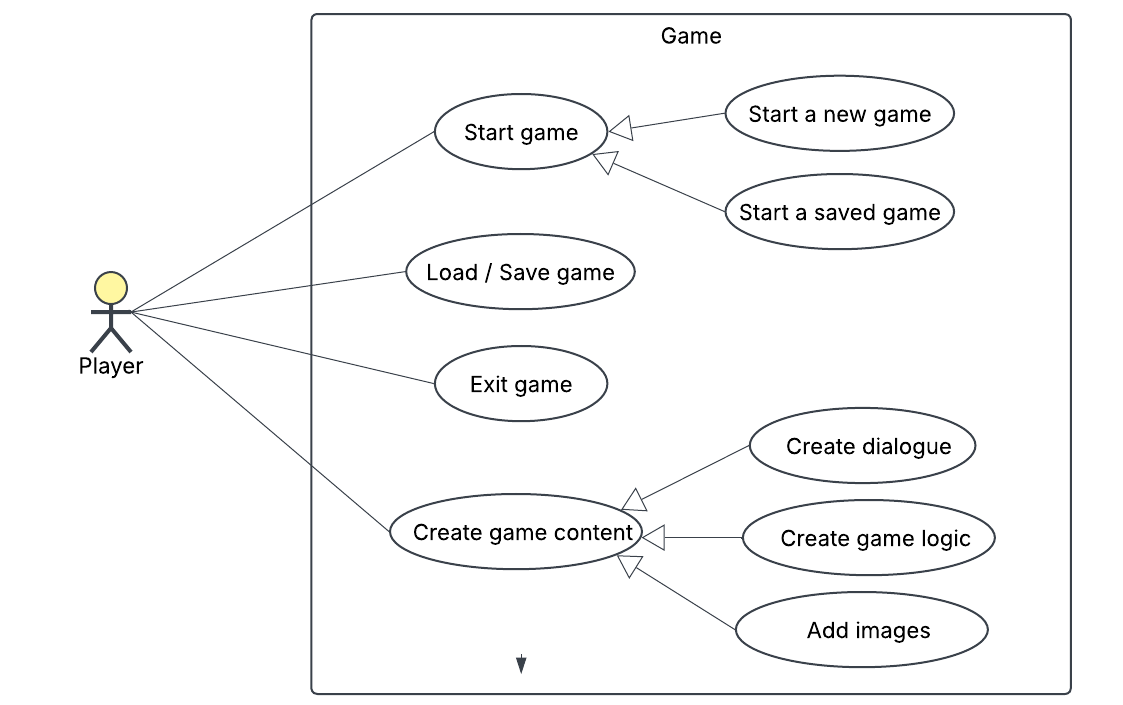 Game
Start game
Start a new game
Start a saved game
Load / Save game
Player
Exit game
Create dialogue
Create game content
Create game logic
Add images